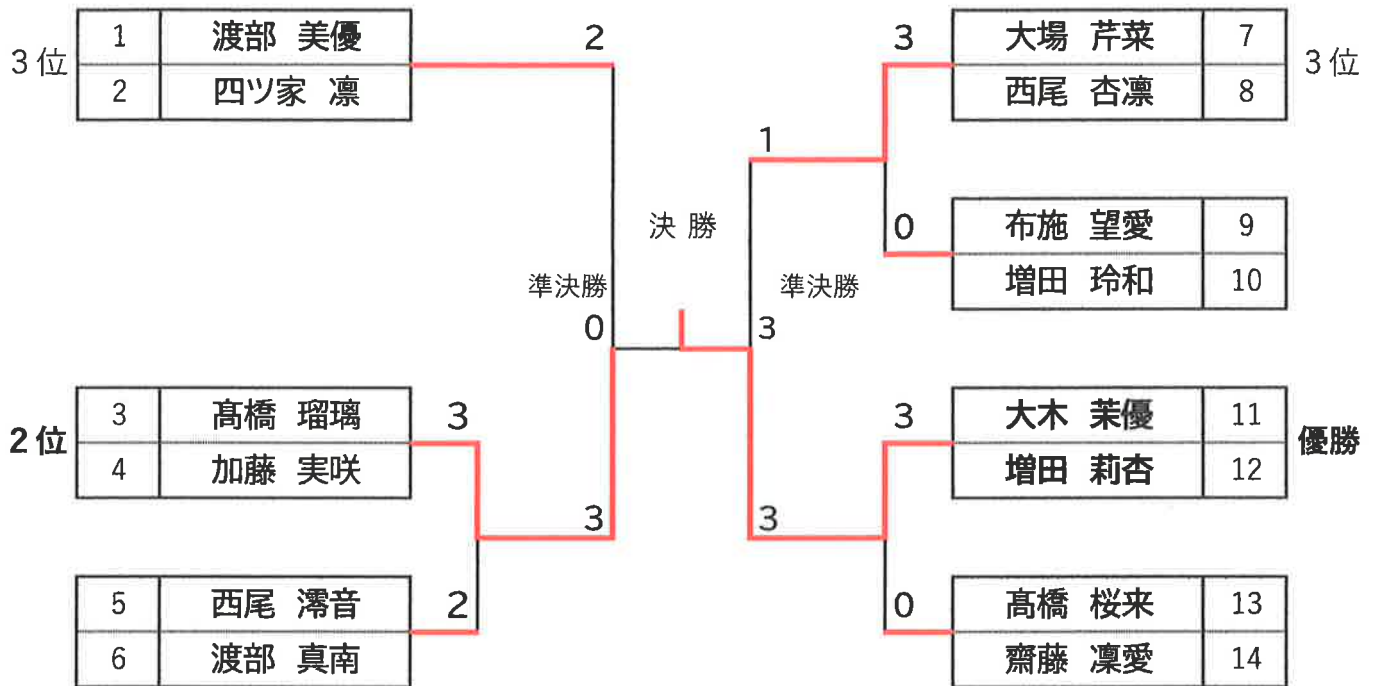 3位
1 渡部 美優
2 四ツ家 凛
2
3
大場 芹菜 7
西尾 杏凛 8
3位
1
決 勝
0
布施 望愛 9
増田 玲和 10
準決勝
準決勝
0
3
2位
3 髙橋 瑠璃
4 加藤 実咲
3
3
大木 茉優 11
増田 莉杏 12
優勝
3
3
5 西尾 澪音
6 渡部 真南
2
0
髙橋 桜来 13
齋藤 凜愛 14